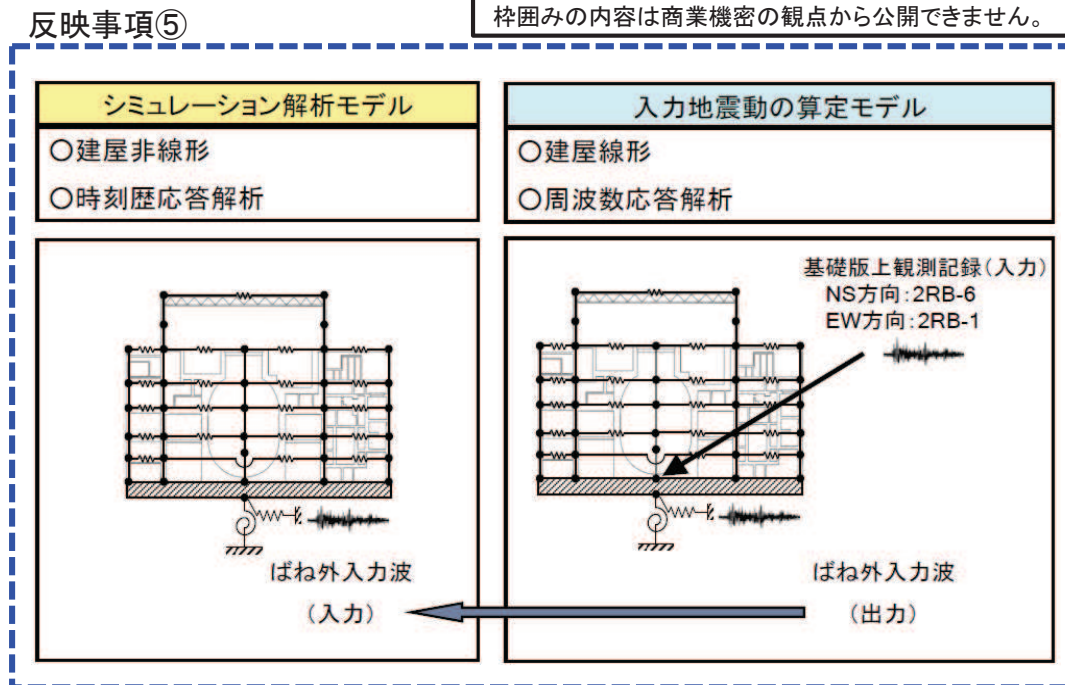 反映事項⑤
枠囲みの内容は商業機密の観点から公開できません。
シミュレーション解析モデル
〇建屋非線形
〇時刻歴応答解析
ばね外入力波
(入力)
入力地震動の算定モデル
〇建屋線形
〇周波数応答解析
基礎版上観測記録(入力)
NS方向:2RB-6
EW方向:2RB-1
ばね外入力波
(出力)